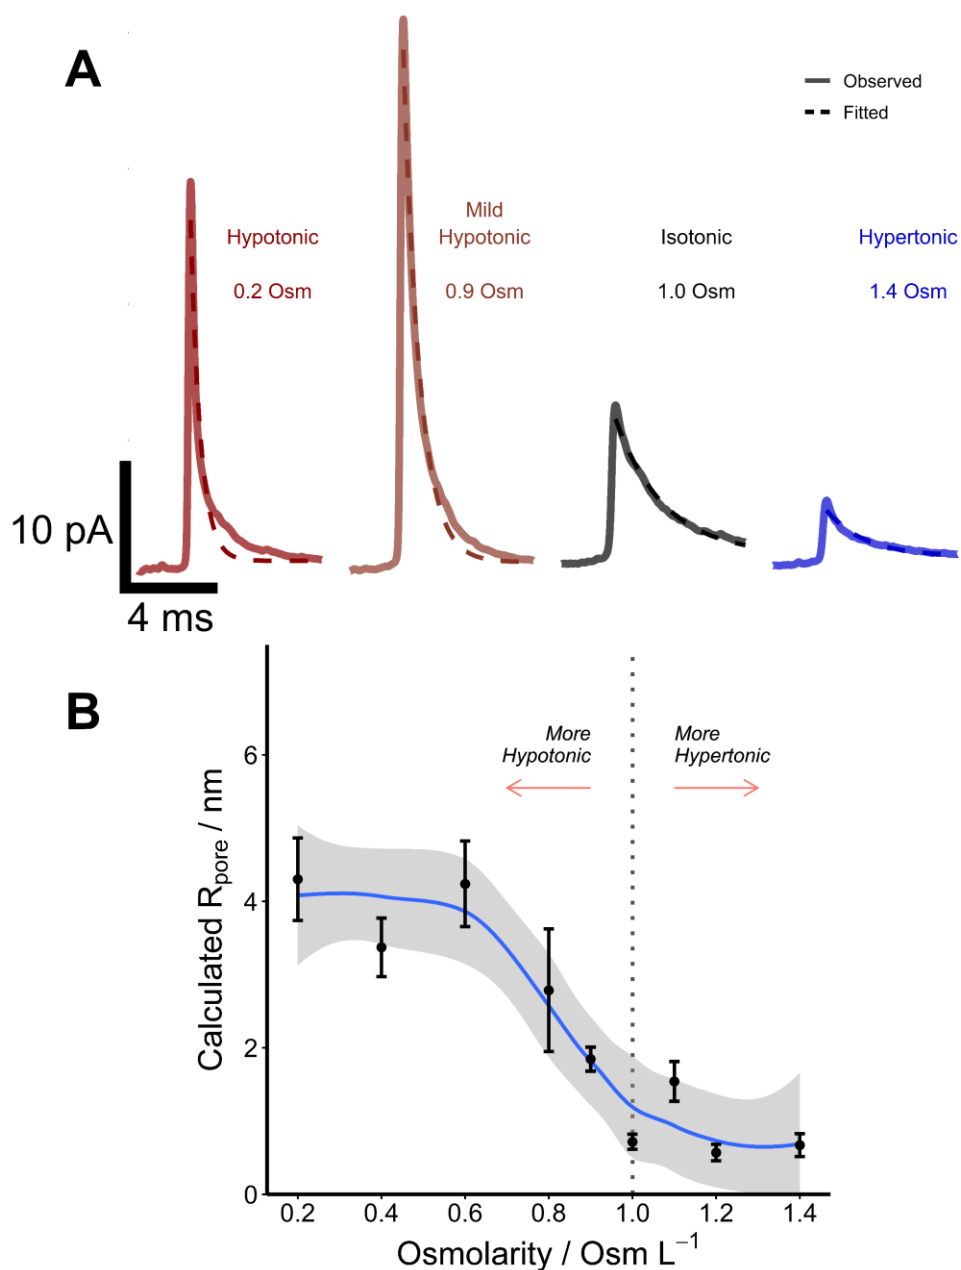 A
Observed
Fitted
Hypotonic
0.2 Osm
Mild
Hypotonic
0.9 Osm
Isotonic
1.0 Osm
Hypertonic
1.4 Osm
10 pA
4 ms
B
More
Hypotonic
More
Hypertonic
Calculated Rpore / nm
6
4
2
0
0.2 0.4 0.6 0.8 1.0 1.2 1.4
Osmolarity / Osm L⁻¹